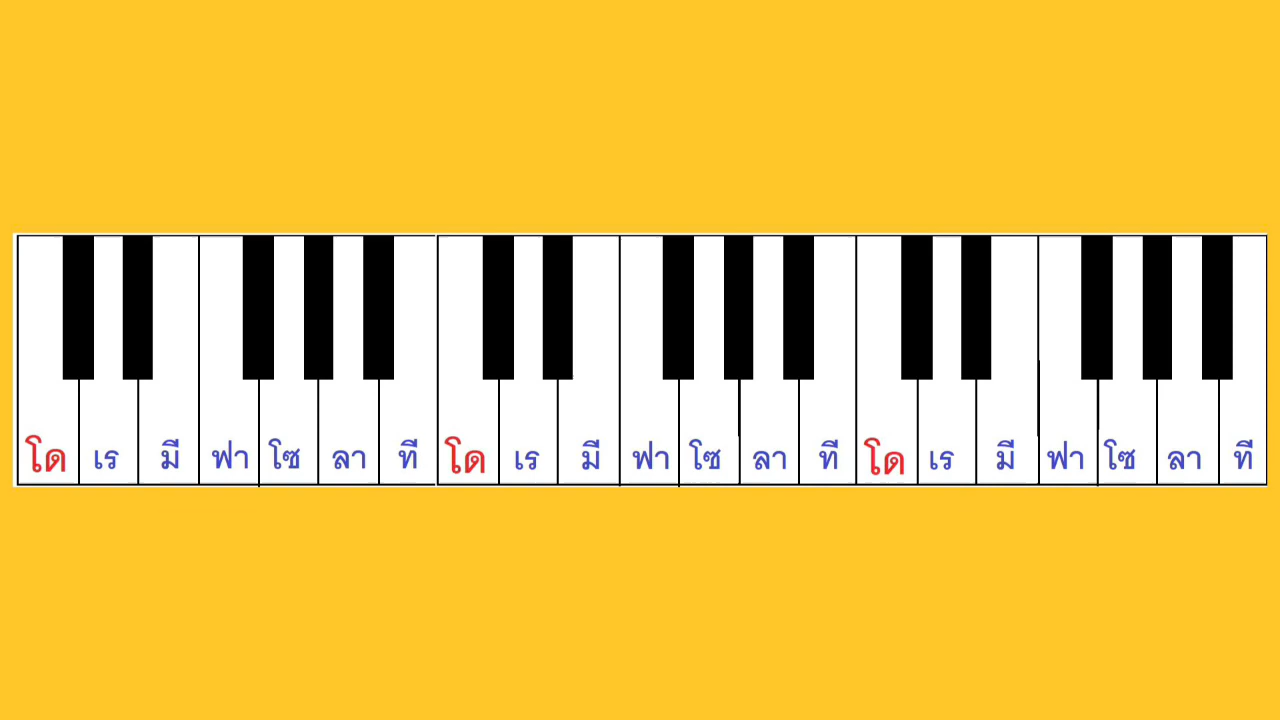 โด เร มี ฟา โซ ลา ที โด เร มี ฟา โซ ลา ที โด เร มี ฟา โซ ลา ที